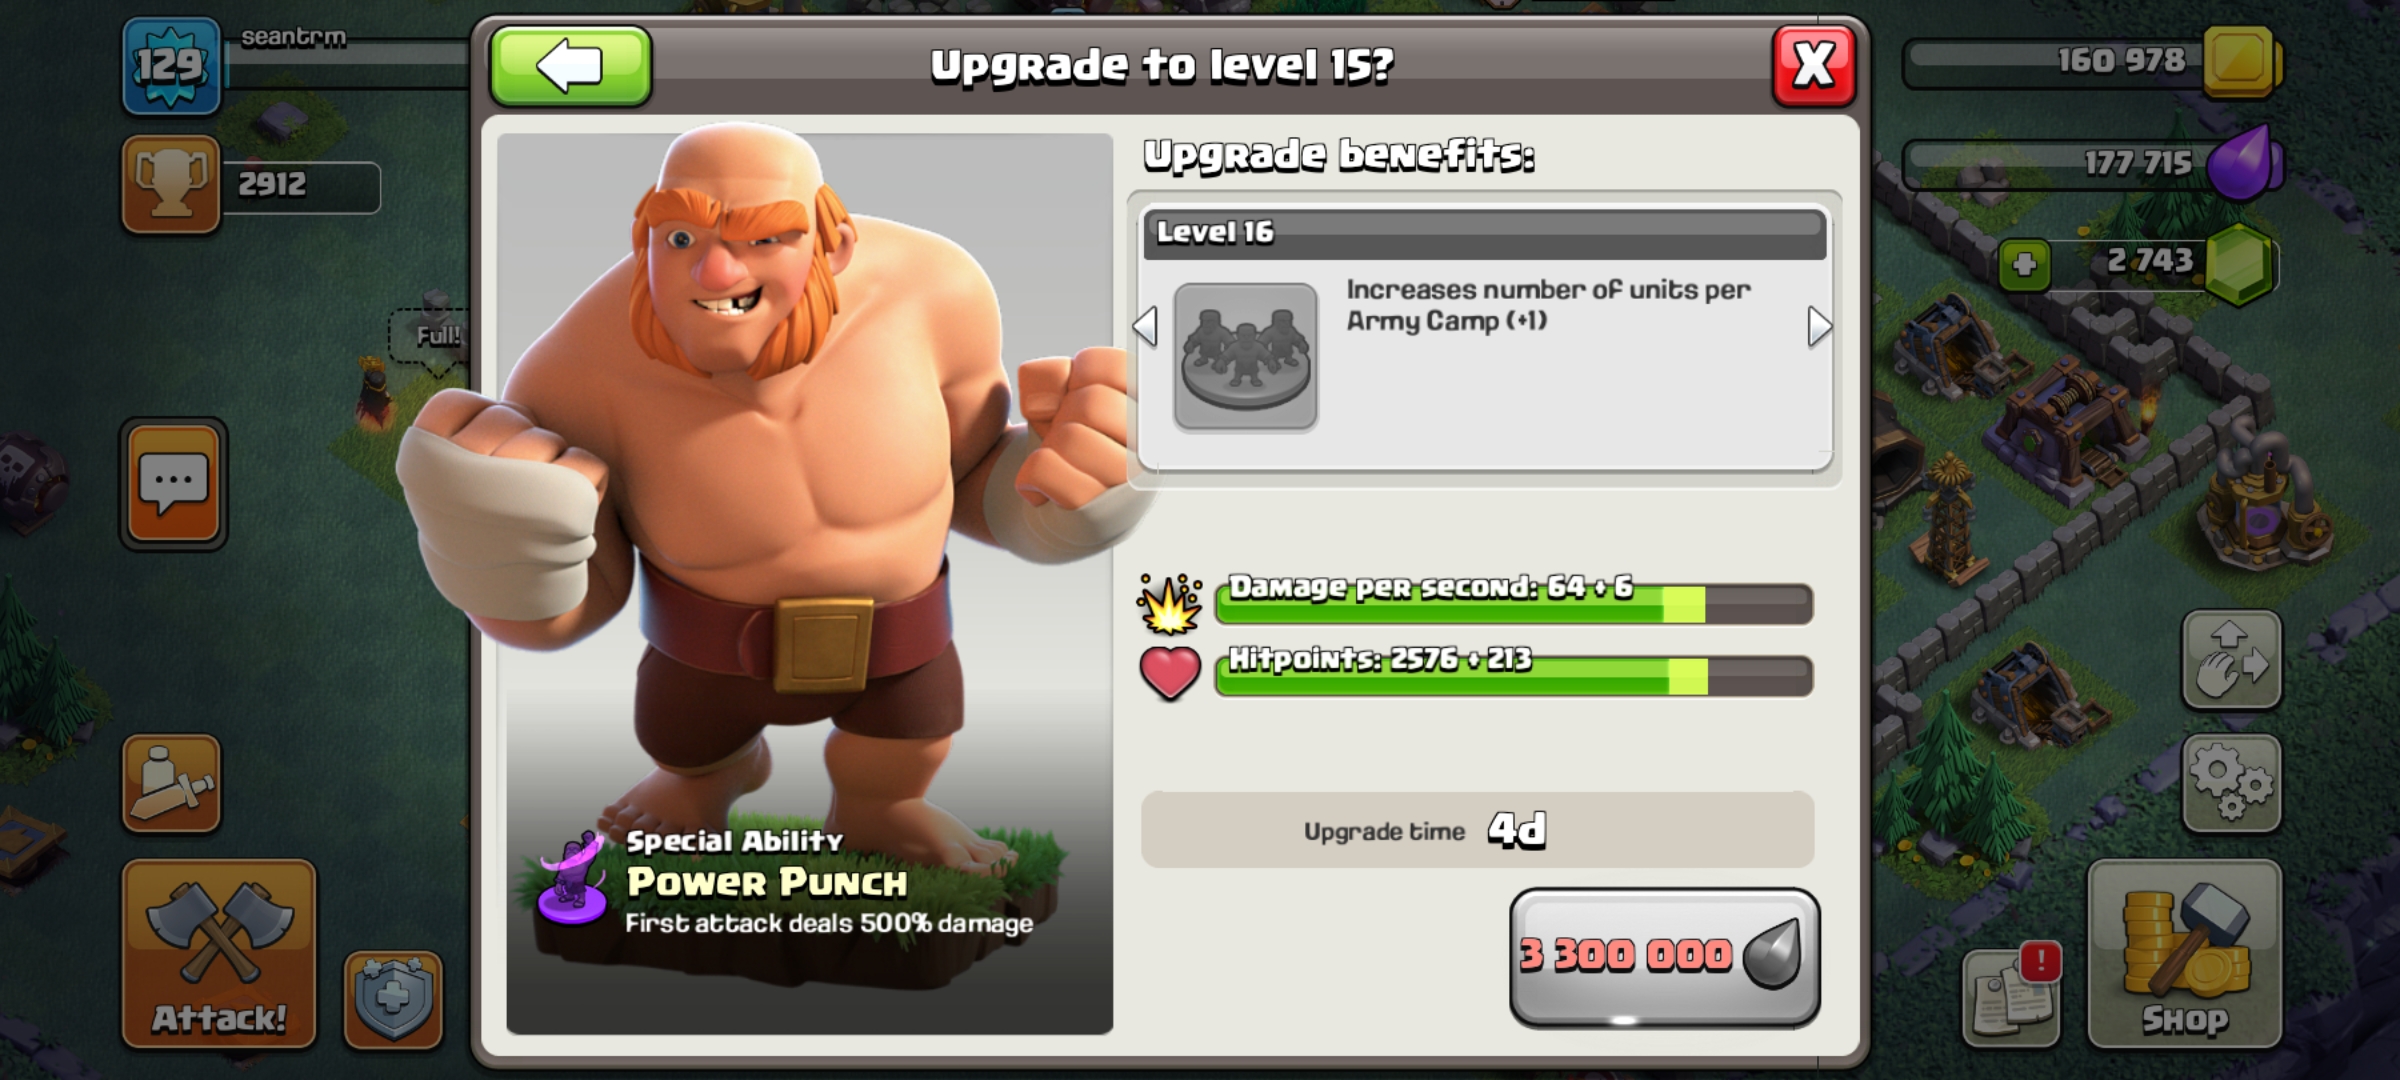 129
seantrm
Upgrade to level 15?
X
160 978
2912
Upgrade benefits:
177 715
Level 16
Increases number of units per
Army Camp (+1)
2 743
Full!
Damage per second: 64 + 6
Hitpoints: 2576 + 213
Upgrade time 4d
Special Ability
Power Punch
First attack deals 500% damage
3 300 000
!
Attack!
Shop